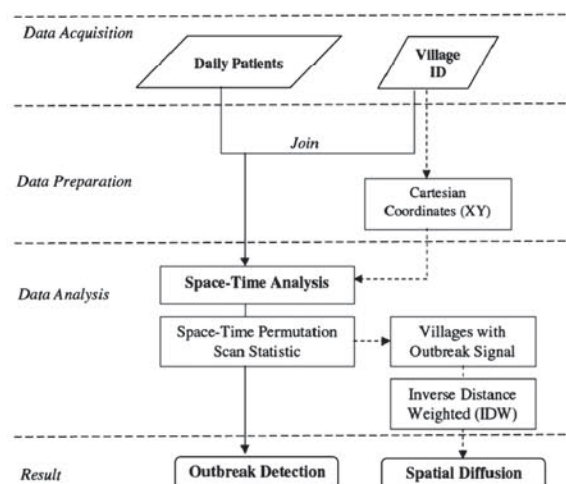 Data Acquisition
Daily Patients
Village
ID
Join
Data Preparation
Cartesian
Coordinates (XY)
Space-Time Analysis
Data Analysis
Space-Time Permutation
Scan Statistic
Villages with
Outbreak Signal
Inverse Distance
Weighted (IDW)
Result
Outbreak Detection
Spatial Diffusion